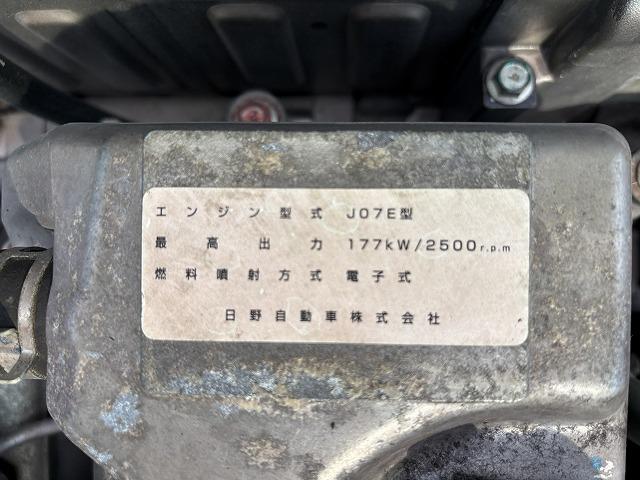 エンジン型式 J07E型
最高出力 177kW/2500r.p.m
燃料噴射方式 電子式
日野自動車株式会社